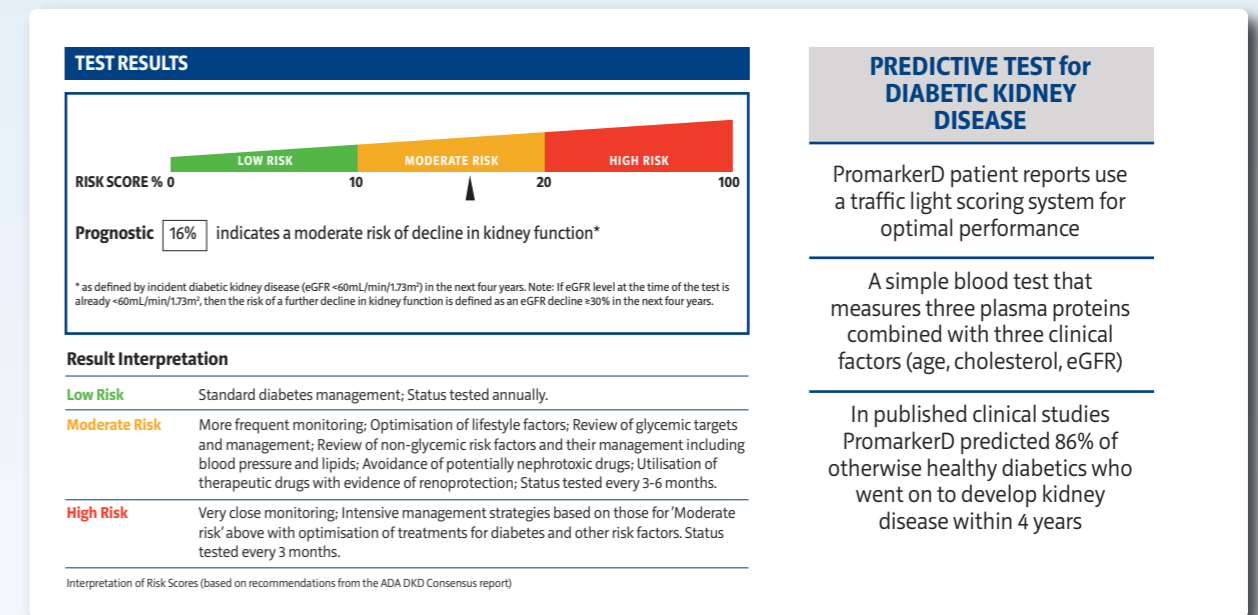 TEST RESULTS
LOW RISK MODERATE RISK HIGH RISK
RISK SCORE % 0 10 20 100
Prognostic 16% indicates a moderate risk of decline in kidney function*
* as defined by incident diabetic kidney disease (eGFR <60mL/min/1.73m²) in the next four years. Note: If eGFR level at the time of the test is
already <60mL/min/1.73m², then the risk of a further decline in kidney function is defined as an eGFR decline ≥30% in the next four years.
Result Interpretation
Low Risk Standard diabetes management; Status tested annually.
Moderate Risk More frequent monitoring; Optimisation of lifestyle factors; Review of glycemic targets
and management; Review of non-glycemic risk factors and their management including
blood pressure and lipids; Avoidance of potentially nephrotoxic drugs; Utilisation of
therapeutic drugs with evidence of renoprotection; Status tested every 3-6 months.
High Risk Very close monitoring; Intensive management strategies based on those for 'Moderate
risk' above with optimisation of treatments for diabetes and other risk factors. Status
tested every 3 months.
Interpretation of Risk Scores (based on recommendations from the ADA DKD Consensus report)
PREDICTIVE TEST for
DIABETIC KIDNEY
DISEASE
PromarkerD patient reports use
a traffic light scoring system for
optimal performance
A simple blood test that
measures three plasma proteins
combined with three clinical
factors (age, cholesterol, eGFR)
In published clinical studies
PromarkerD predicted 86% of
otherwise healthy diabetics who
went on to develop kidney
disease within 4 years